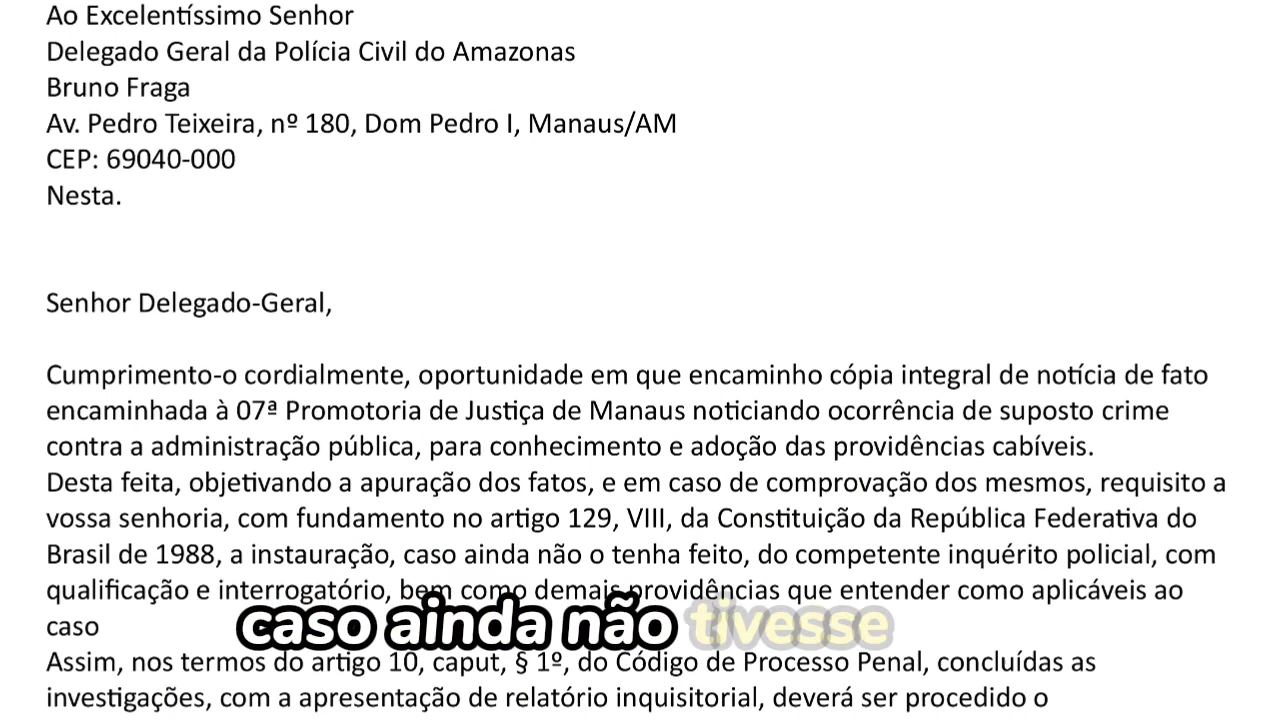 Ao Excelentíssimo Senhor
Delegado Geral da Polícia Civil do Amazonas
Bruno Fraga
Av. Pedro Teixeira, nº 180, Dom Pedro I, Manaus/AM
CEP: 69040-000
Nesta.
Senhor Delegado-Geral,
Cumprimento-o cordialmente, oportunidade em que encaminho cópia integral de notícia de fato
encaminhada à 07ª Promotoria de Justiça de Manaus noticiando ocorrência de suposto crime
contra a administração pública, para conhecimento e adoção das providências cabíveis.
Desta feita, objetivando a apuração dos fatos, e em caso de comprovação dos mesmos, requisito a
vossa senhoria, com fundamento no artigo 129, VIII, da Constituição da República Federativa do
Brasil de 1988, a instauração, caso ainda não o tenha feito, do competente inquérito policial, com
qualificação e interrogatório, bem como demais providências que entender como aplicáveis ao
caso
caso ainda não tivesse
Assim, nos termos do artigo 10, caput, § 1º, do Código de Processo Penal, concluídas as
investigações, com a apresentação de relatório inquisitorial, deverá ser procedido o